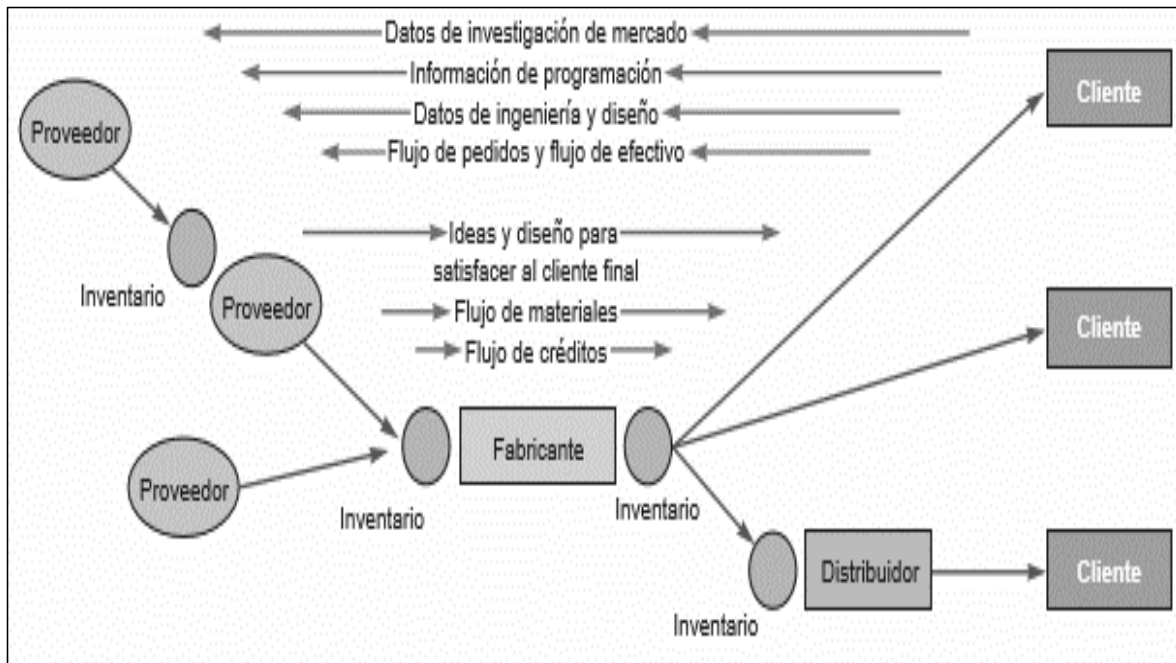 Datos de investigación de mercado
Información de programación
Datos de ingeniería y diseño
Flujo de pedidos y flujo de efectivo
Cliente
Proveedor
Ideas y diseño para
satisfacer al cliente final
Inventario
Proveedor
Flujo de materiales
Flujo de créditos
Cliente
Proveedor
Inventario
Fabricante
Inventario
Inventario
Distribuidor
Cliente